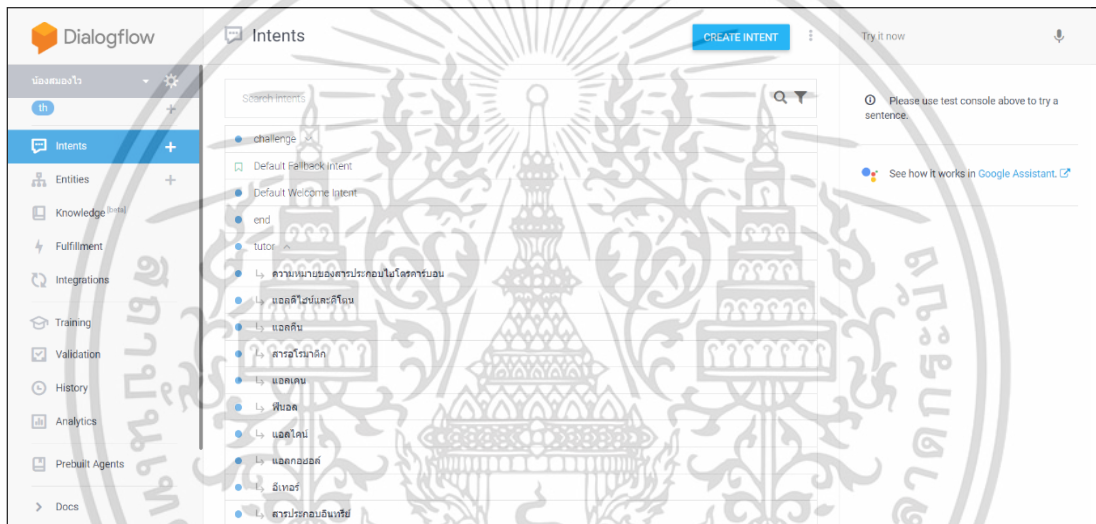 Dialogflow
น้องสมองไว
th
Intents
Entities
Knowledge [beta]
Fulfillment
Integrations
Training
Validation
History
Analytics
Prebuilt Agents
Docs
Intents
CREATE INTENT
Search intents
challenge
Default Fallback Intent
Default Welcome Intent
end
tutor
ความหมายของสารประกอบไฮโดรคาร์บอน
แอลดีไฮน์และคีโตน
แอลคีน
สารอโรมาติก
แอลเคน
ฟีนอล
แอลไคน์
แอลกอฮอล์
อีเทอร์
สารประกอบอินทรีย์
Try it now
Please use test console above to try a
sentence.
See how it works in Google Assistant.